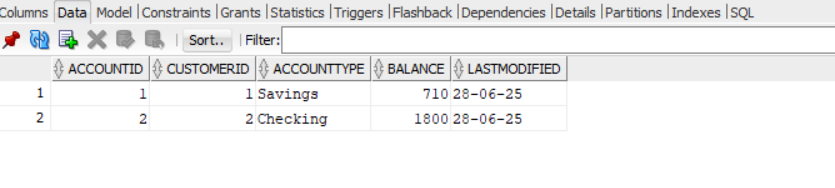 Columns Data Model Constraints Grants Statistics Triggers Flashback Dependencies Details Partitions Indexes SQL
Sort.. Filter:
ACCOUNTID CUSTOMERID ACCOUNTTYPE BALANCE LASTMODIFIED
1 1 1 Savings 710 28-06-25
2 2 2 Checking 1800 28-06-25